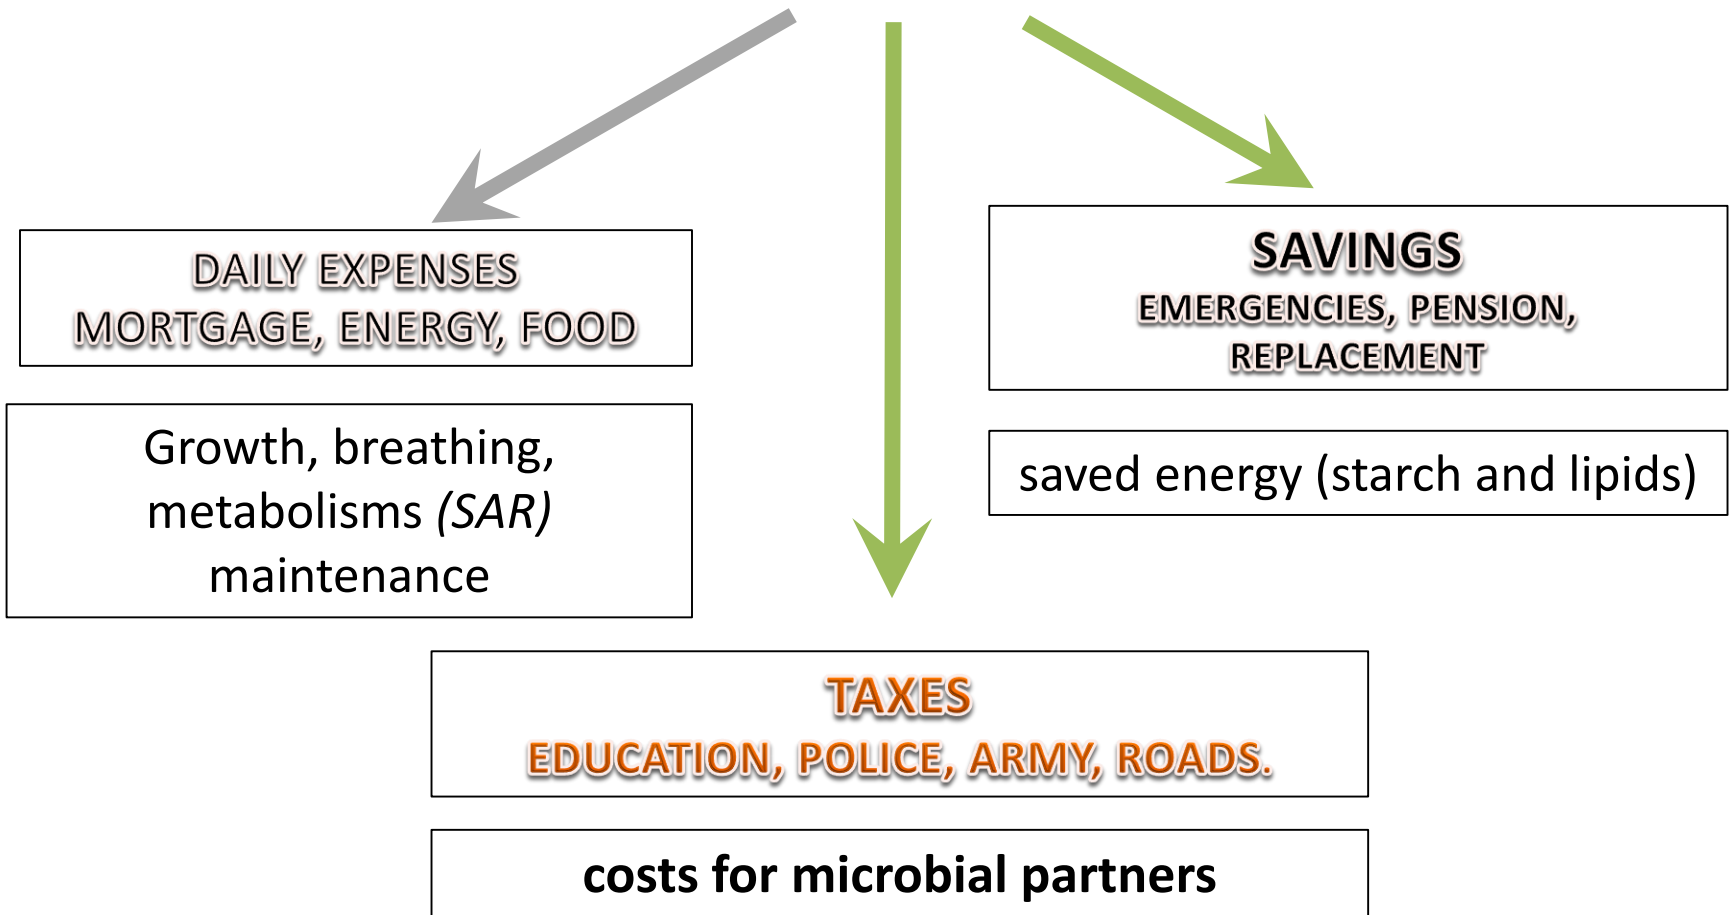 DAILY EXPENSES
MORTGAGE, ENERGY, FOOD
Growth, breathing,
metabolisms (SAR)
maintenance
SAVINGS
EMERGENCIES, PENSION,
REPLACEMENT
saved energy (starch and lipids)
TAXES
EDUCATION, POLICE, ARMY, ROADS.
costs for microbial partners